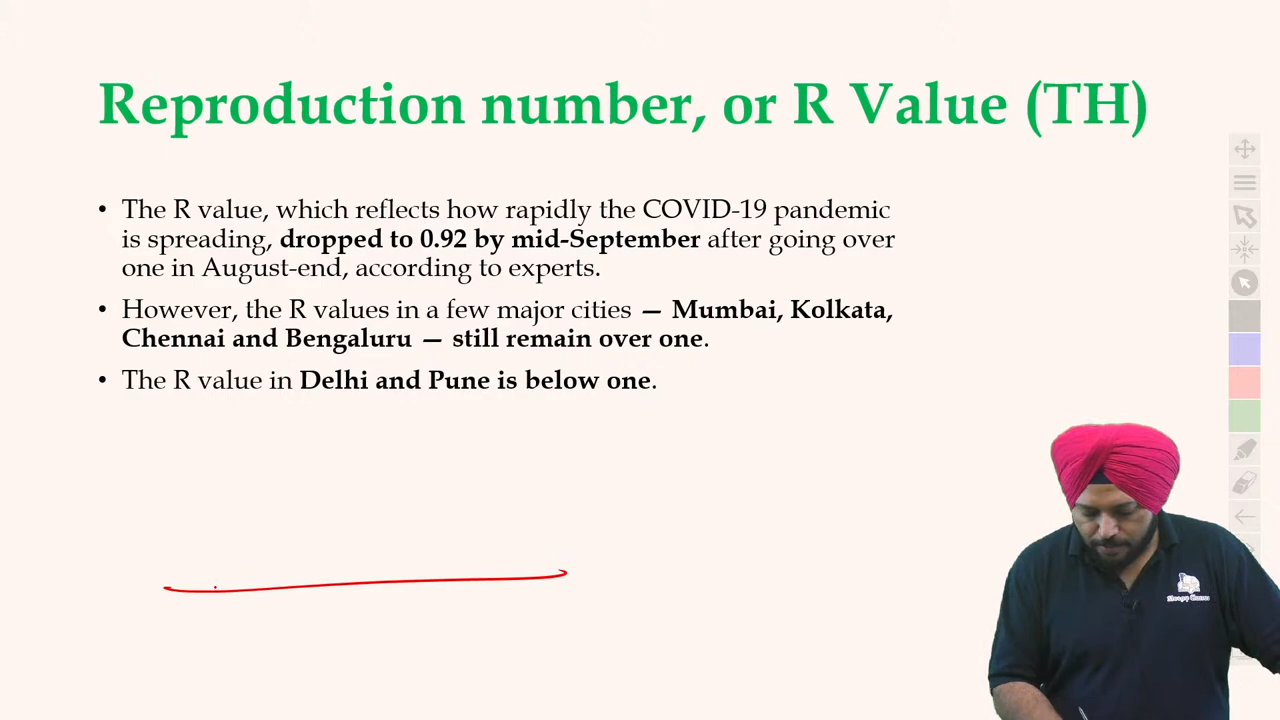 Reproduction number, or R Value (TH)
• The R value, which reflects how rapidly the COVID-19 pandemic
is spreading, dropped to 0.92 by mid-September after going over
one in August-end, according to experts.
• However, the R values in a few major cities — Mumbai, Kolkata,
Chennai and Bengaluru — still remain over one.
• The R value in Delhi and Pune is below one.